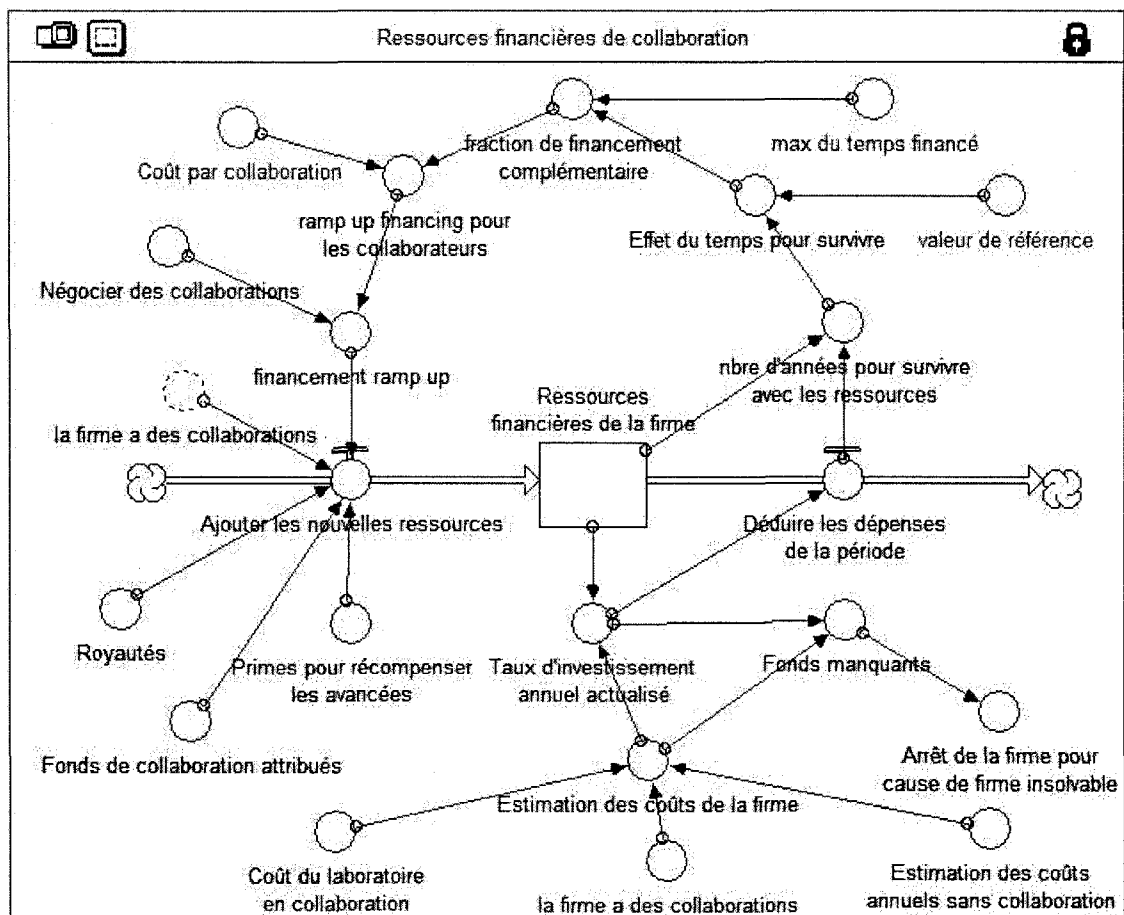 Ressources financières de collaboration
fraction de financement
complémentaire
max du temps financé
Coût par collaboration
ramp up financing pour
les collaborateurs
Effet du temps pour survivre
valeur de référence
Négocier des collaborations
financement ramp up
nbre d'années pour survivre
avec les ressources
Ressources
financières de la firme
la firme a des collaborations
Ajouter les nouvelles ressources
Déduire les dépenses
de la période
Royautés
Primes pour récompenser
les avancées
Taux d'investissement
annuel actualisé
Fonds manquants
Fonds de collaboration attribués
Arrêt de la firme pour
cause de firme insolvable
Estimation des coûts de la firme
Coût du laboratoire
en collaboration
la firme a des collaborations
Estimation des coûts
annuels sans collaboration